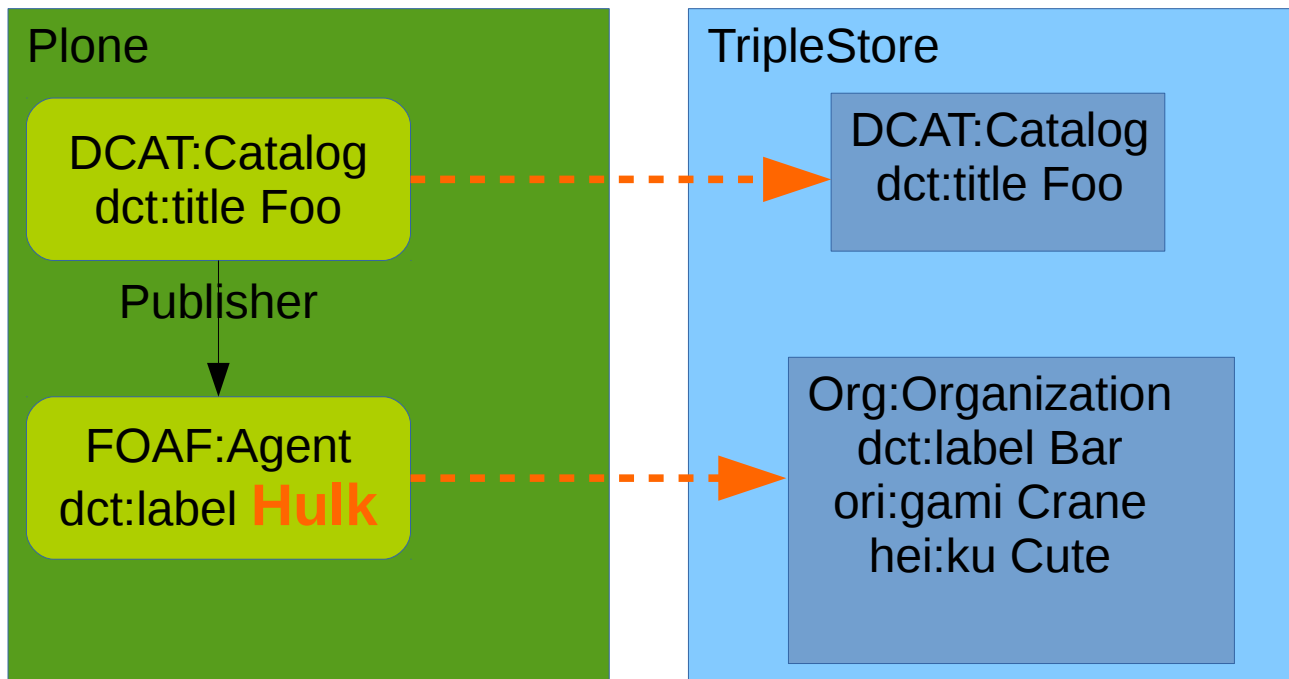 Plone
DCAT:Catalog
dct:title Foo
Publisher
FOAF:Agent
dct:label Hulk
TripleStore
DCAT:Catalog
dct:title Foo
Org:Organization
dct:label Bar
ori:gami Crane
hei:ku Cute